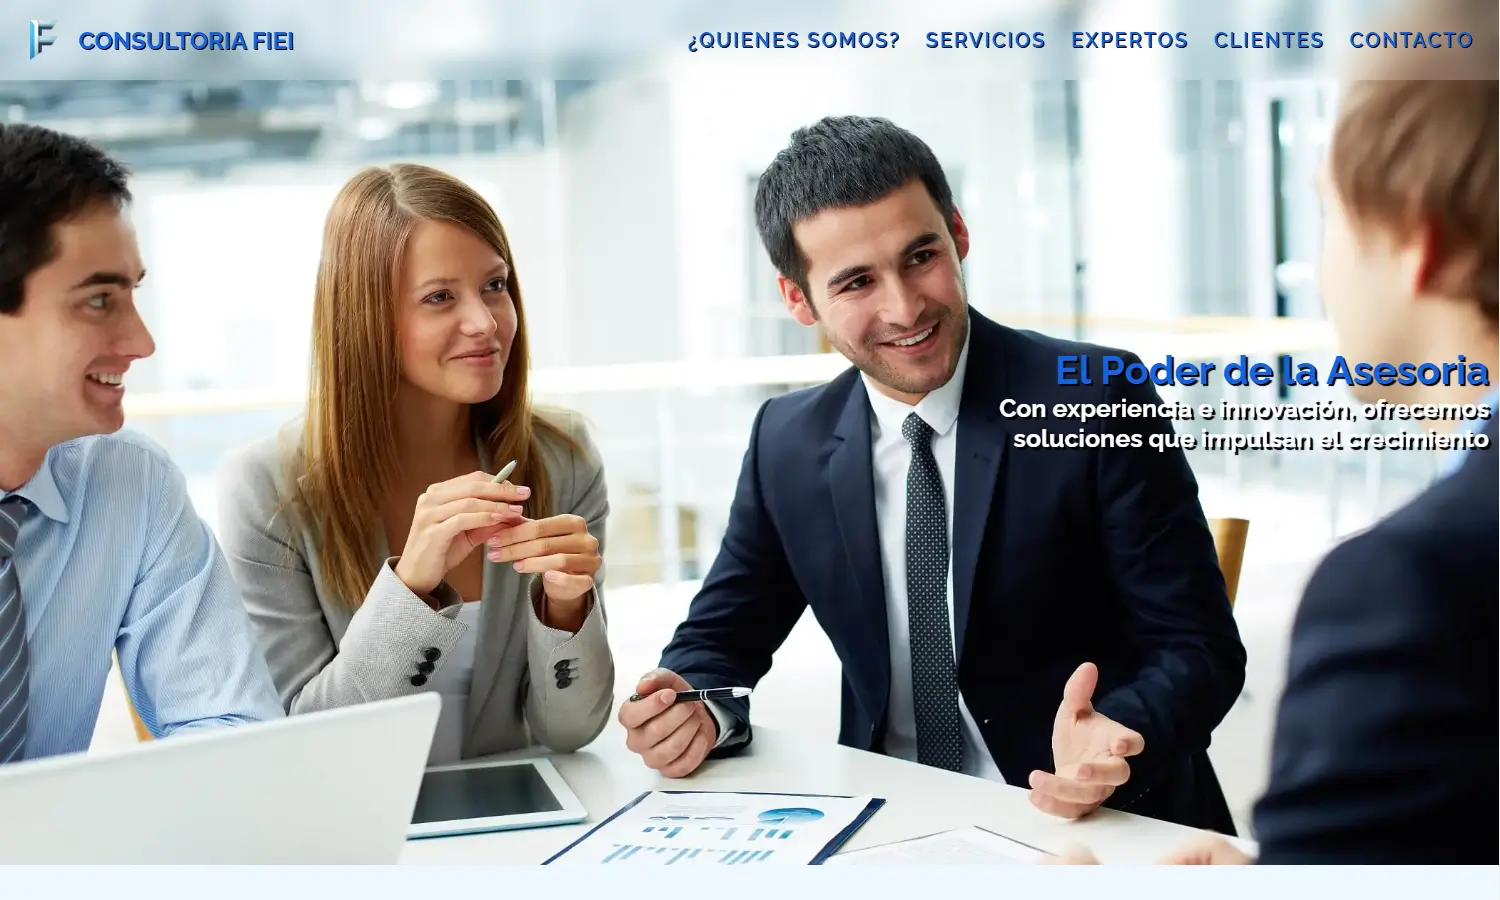 CONSULTORIA FIEI
¿QUIENES SOMOS? SERVICIOS EXPERTOS CLIENTES CONTACTO
El Poder de la Asesoria
Con experiencia e innovación, ofrecemos
soluciones que impulsan el crecimiento